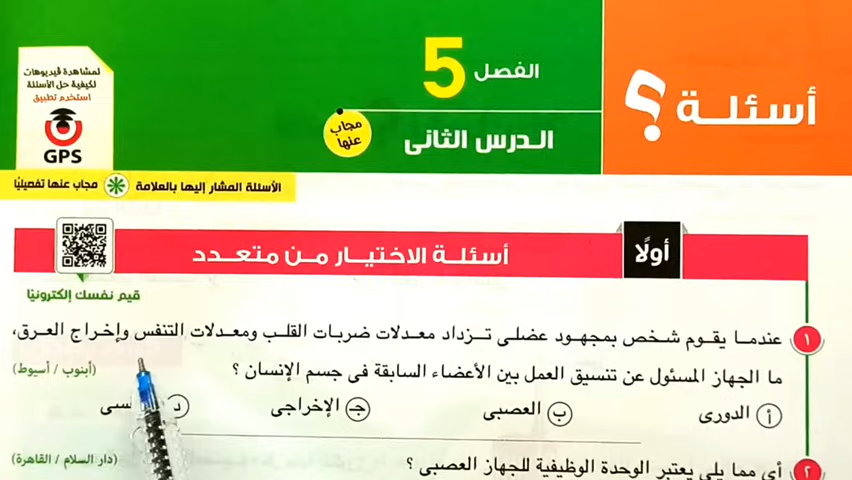 أسئلة ؟
الفصل 5
الدرس الثانى
مجاب عنها
لمشاهدة ڤيديوهات
لكيفية حل الأسئلة
استخدم تطبيق
GPS
الأسئلة المشار إليها بالعلامة مجاب عنها تفصيليًا
أولًا
أسئلة الاختيار من متعدد
قيم نفسك إلكترونيًا
١ عندما يقوم شخص بمجهود عضلى تزداد معدلات ضربات القلب ومعدلات التنفس وإخراج العرق،
ما الجهاز المسئول عن تنسيق العمل بين الأعضاء السابقة فى جسم الإنسان ؟ (أبنوب / أسيوط)
أ الدورى ب العصبى جـ الإخراجى د
٢ أى مما يلى يعتبر الوحدة الوظيفية للجهاز العصبى ؟ (دار السلام / القاهرة)